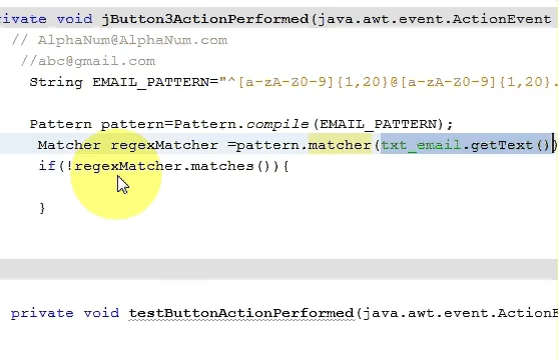 rivate void jButton3ActionPerformed(java.awt.event.ActionEvent
// AlphaNum@AlphaNum.com
//abc@gmail.com
String EMAIL_PATTERN="^[a-zA-Z0-9]{1,20}@[a-zA-Z0-9]{1,20}.
Pattern pattern=Pattern.compile(EMAIL_PATTERN);
Matcher regexMatcher =pattern.matcher(txt_email.getText())
if(!regexMatcher.matches()){
}
private void testButtonActionPerformed(java.awt.event.ActionE